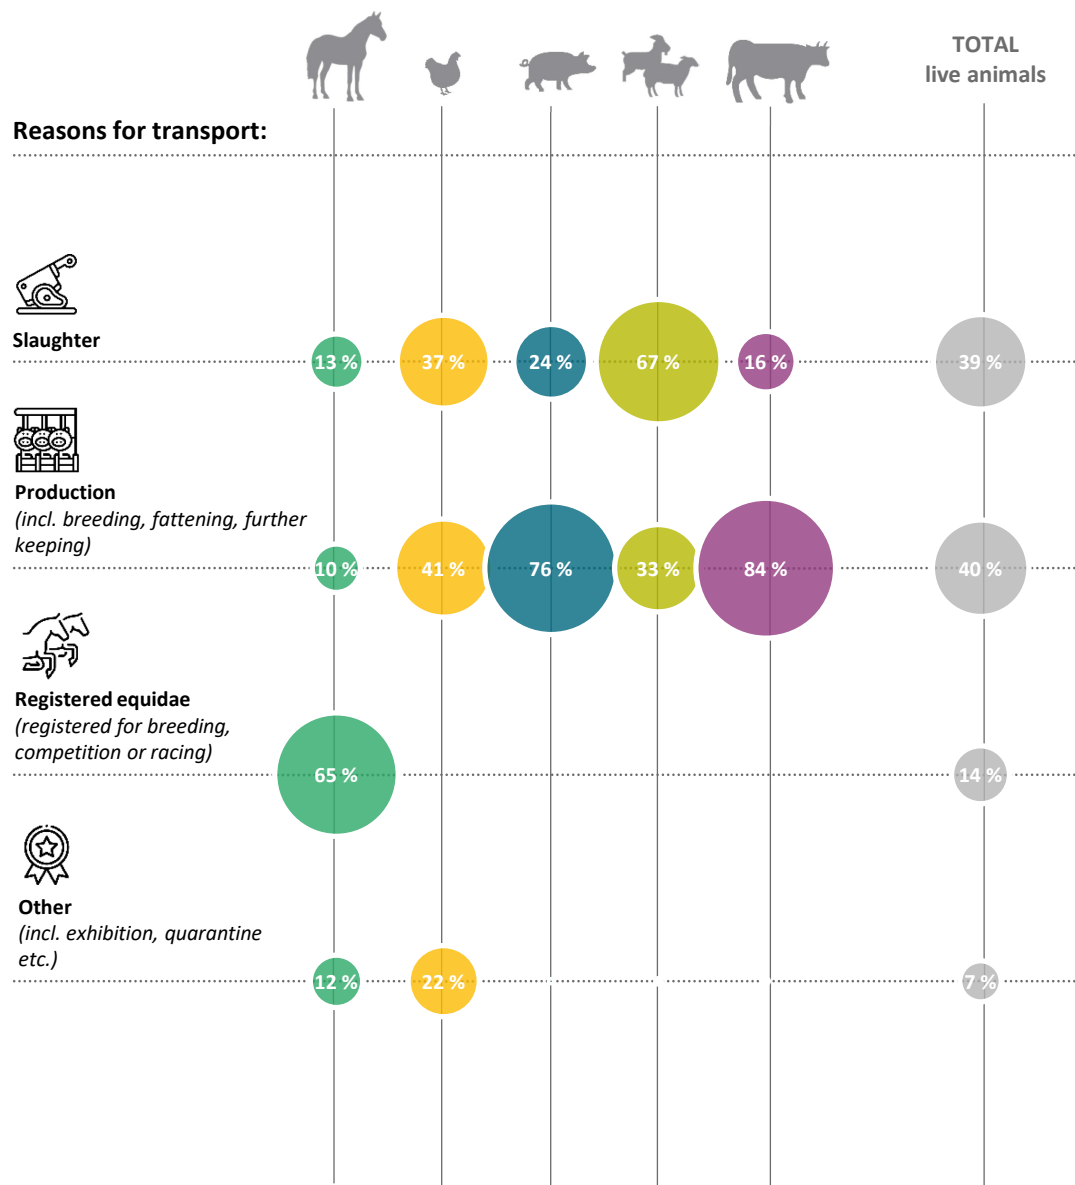 TOTAL
live animals
Reasons for transport:
Slaughter
13 %
37 %
24 %
67 %
16 %
39 %
Production
(incl. breeding, fattening, further
keeping)
10 %
41 %
76 %
33 %
84 %
40 %
Registered equidae
(registered for breeding,
competition or racing)
65 %
14 %
Other
(incl. exhibition, quarantine
etc.)
12 %
22 %
7 %